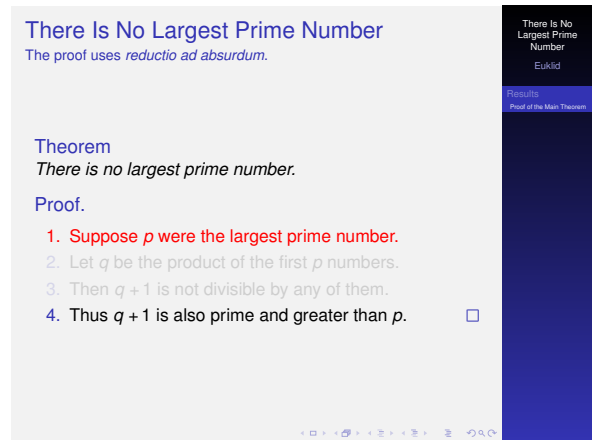 There Is No Largest Prime Number
The proof uses reductio ad absurdum.
Theorem
There is no largest prime number.
Proof.
1. Suppose p were the largest prime number.
2. Let q be the product of the first p numbers.
3. Then q + 1 is not divisible by any of them.
4. Thus q + 1 is also prime and greater than p.
There Is No
Largest Prime
Number
Euklid
Results
Proof of the Main Theorem